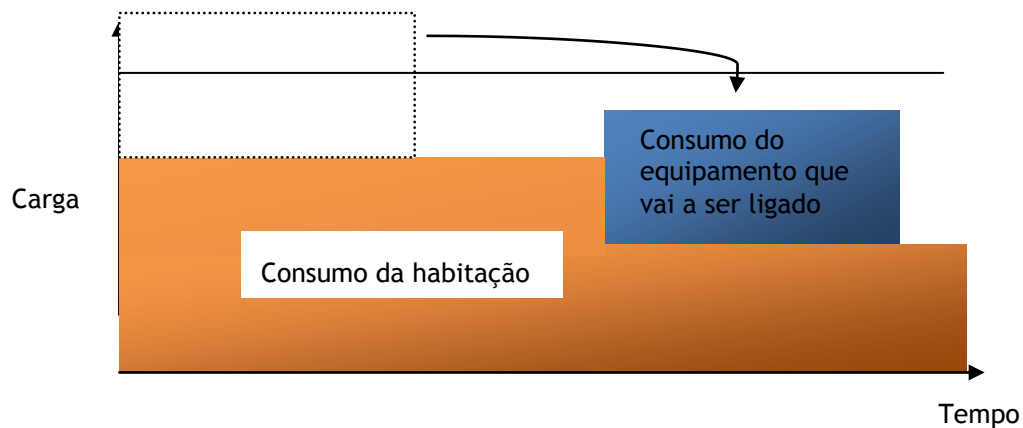 Carga
Consumo do
equipamento que
vai a ser ligado
Consumo da habitação
Tempo